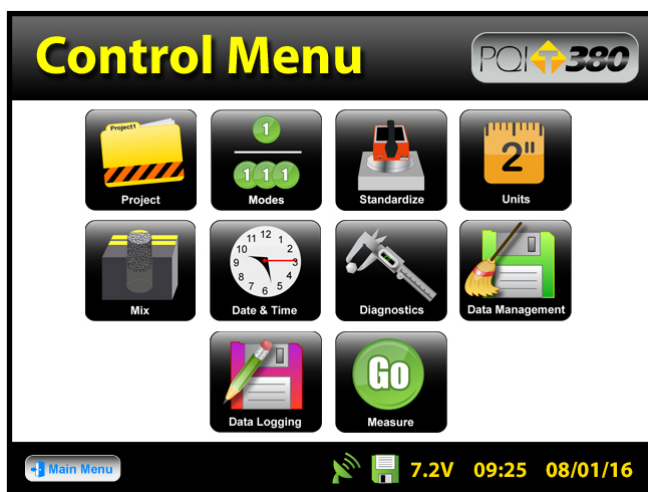 Control Menu
PQI T 380
Project1
1
1 1 1
2"
Project
Modes
Standardize
Units
12
11 1
10 2
9 3
8 4
7 6 5
Mix
Date & Time
Diagnostics
Data Management
Go
Data Logging
Measure
Main Menu
7.2V 09:25 08/01/16